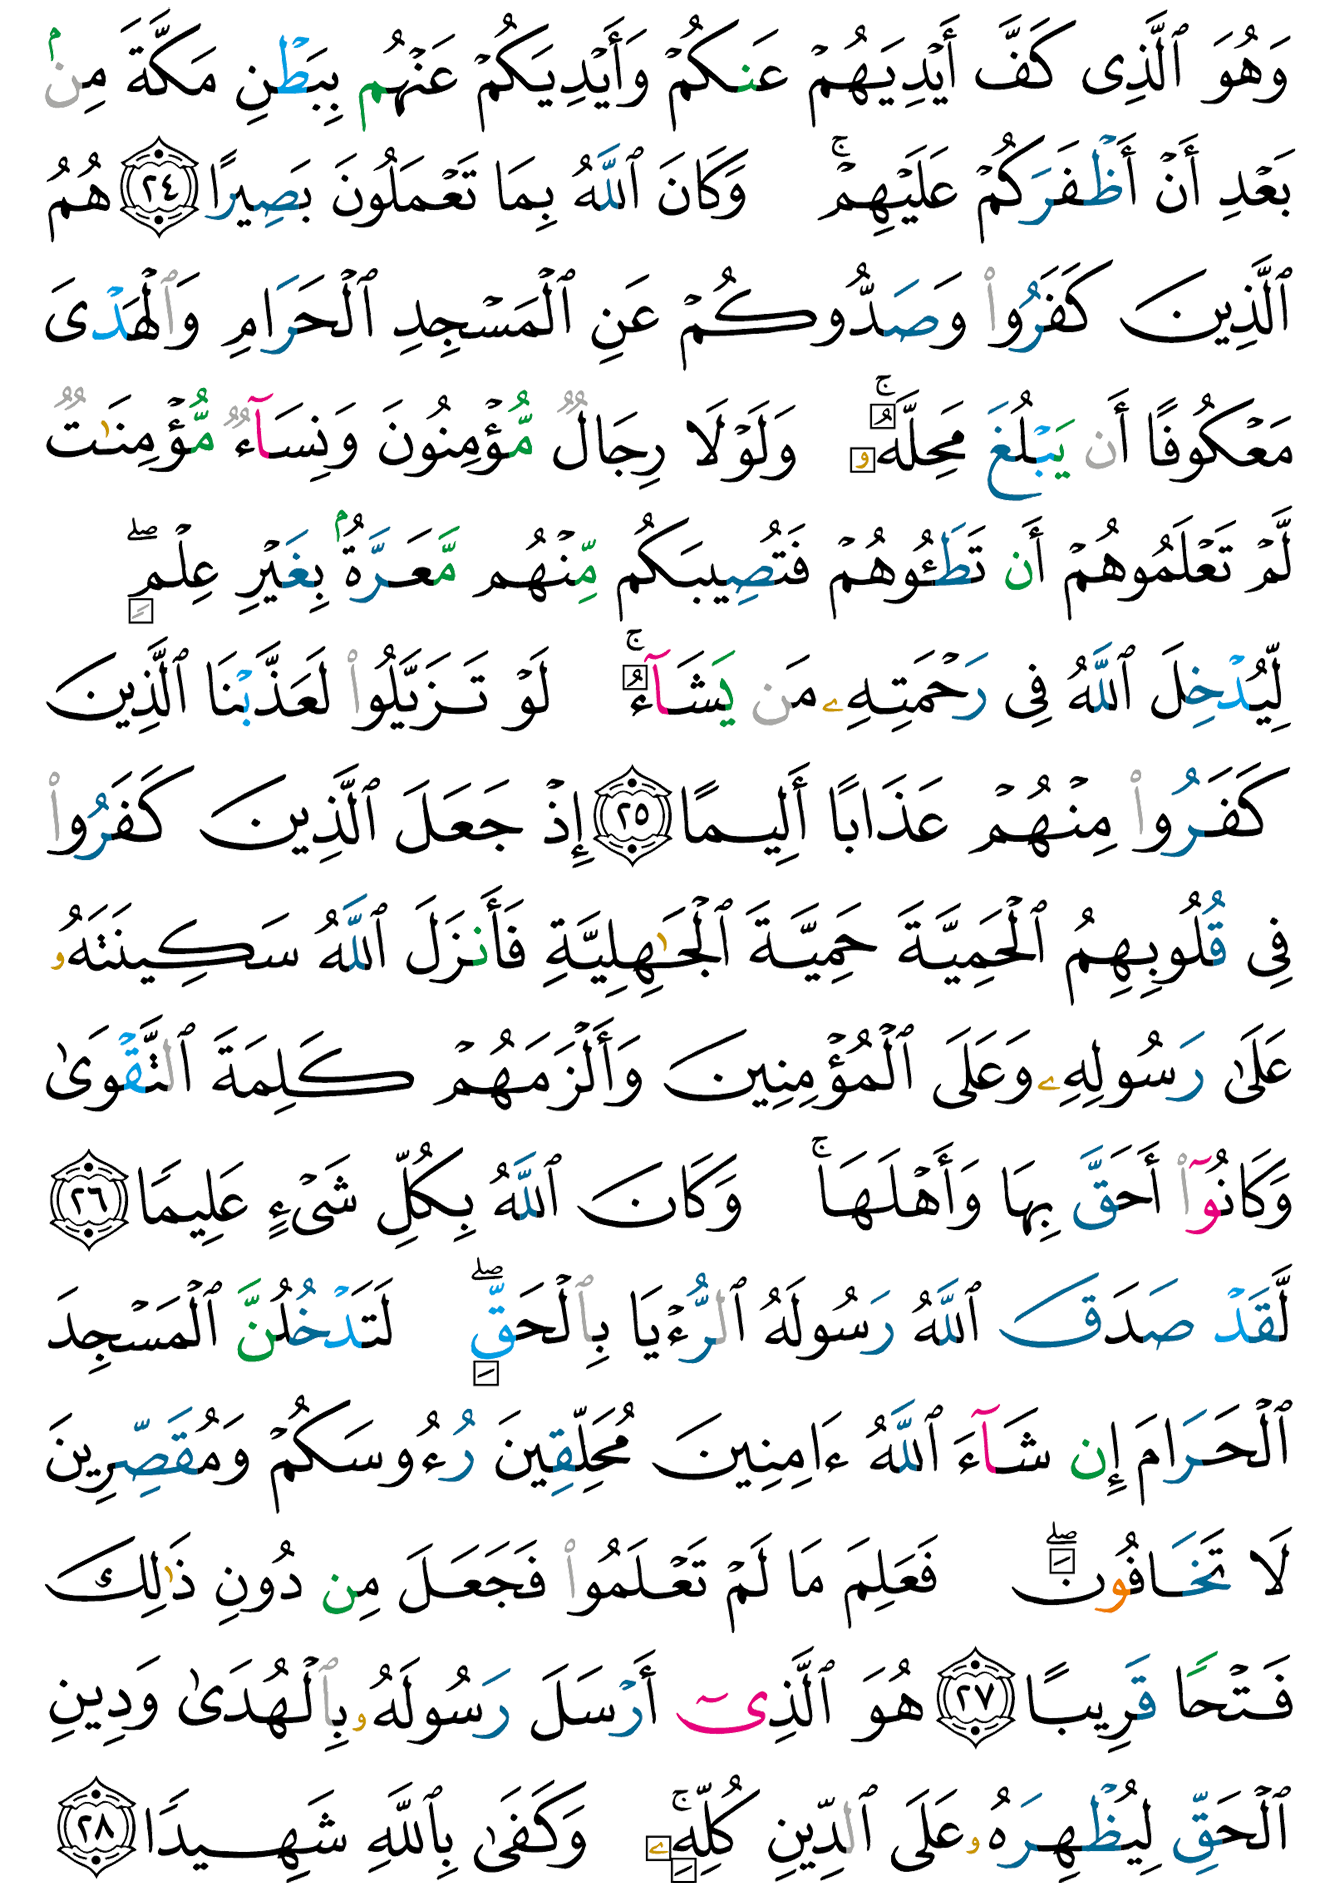 وَهُوَ ٱلَّذِى كَفَّ أَيْدِيَهُمْ عَنكُمْ وَأَيْدِيَكُمْ عَنْهُم بِبَطْنِ مَكَّةَ مِنۢ
بَعْدِ أَنْ أَظْفَرَكُمْ عَلَيْهِمْ ۚ وَكَانَ ٱللَّهُ بِمَا تَعْمَلُونَ بَصِيرًا ٢٤ هُمُ
ٱلَّذِينَ كَفَرُوا۟ وَصَدُّوكُمْ عَنِ ٱلْمَسْجِدِ ٱلْحَرَامِ وَٱلْهَدْىَ
مَعْكُوفًا أَن يَبْلُغَ مَحِلَّهُۥ ۚ وَلَوْلَا رِجَالٌ مُّؤْمِنُونَ وَنِسَآءٌ مُّؤْمِنَـٰتٌ
لَّمْ تَعْلَمُوهُمْ أَن تَطَـُٔوهُمْ فَتُصِيبَكُم مِّنْهُم مَّعَرَّةُۢ بِغَيْرِ عِلْمٍ ۖ
لِّيُدْخِلَ ٱللَّهُ فِى رَحْمَتِهِۦ مَن يَشَآءُ ۚ لَوْ تَزَيَّلُوا۟ لَعَذَّبْنَا ٱلَّذِينَ
كَفَرُوا۟ مِنْهُمْ عَذَابًا أَلِيمًا ٢٥ إِذْ جَعَلَ ٱلَّذِينَ كَفَرُوا۟
فِى قُلُوبِهِمُ ٱلْحَمِيَّةَ حَمِيَّةَ ٱلْجَـٰهِلِيَّةِ فَأَنزَلَ ٱللَّهُ سَكِينَتَهُۥ
عَلَىٰ رَسُولِهِۦ وَعَلَى ٱلْمُؤْمِنِينَ وَأَلْزَمَهُمْ كَلِمَةَ ٱلتَّقْوَىٰ
وَكَانُوٓا۟ أَحَقَّ بِهَا وَأَهْلَهَا ۚ وَكَانَ ٱللَّهُ بِكُلِّ شَىْءٍ عَلِيمًا ٢٦
لَّقَدْ صَدَقَ ٱللَّهُ رَسُولَهُ ٱلرُّءْيَا بِٱلْحَقِّ ۖ لَتَدْخُلُنَّ ٱلْمَسْجِدَ
ٱلْحَرَامَ إِن شَآءَ ٱللَّهُ ءَامِنِينَ مُحَلِّقِينَ رُءُوسَكُمْ وَمُقَصِّرِينَ
لَا تَخَافُونَ ۖ فَعَلِمَ مَا لَمْ تَعْلَمُوا۟ فَجَعَلَ مِن دُونِ ذَٰلِكَ
فَتْحًا قَرِيبًا ٢٧ هُوَ ٱلَّذِىٓ أَرْسَلَ رَسُولَهُۥ بِٱلْهُدَىٰ وَدِينِ
ٱلْحَقِّ لِيُظْهِرَهُۥ عَلَى ٱلدِّينِ كُلِّهِۦ ۚ وَكَفَىٰ بِٱللَّهِ شَهِيدًا ٢٨